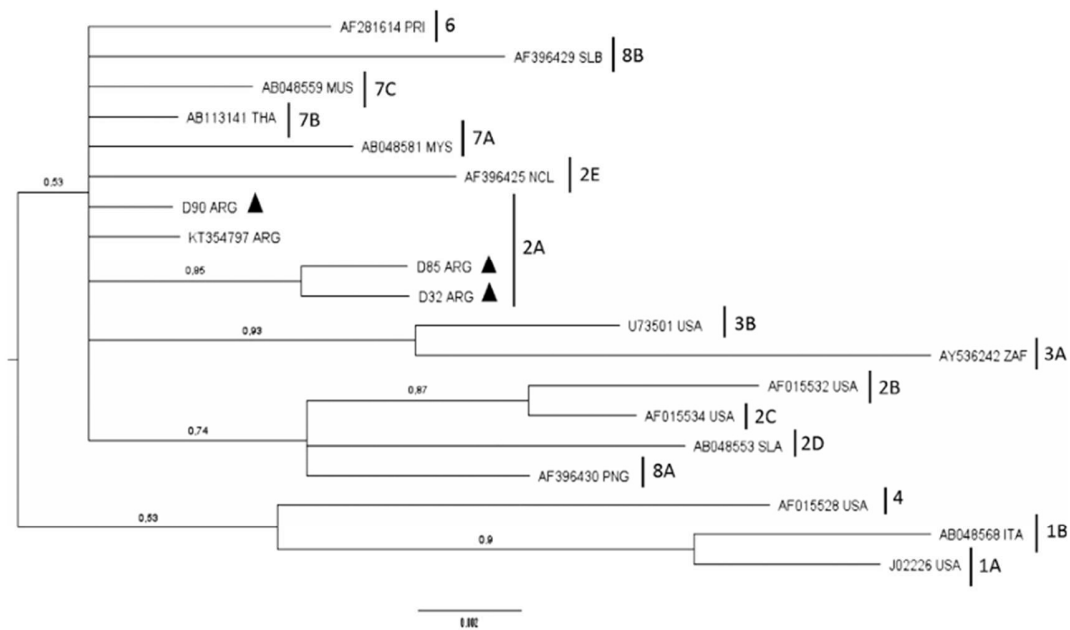 AF281614 PRI 6
AF396429 SLB 8B
AB048559 MUS 7C
AB113141 THA 7B
AB048581 MYS 7A
AF396425 NCL 2E
0,53
D90 ARG
KT354797 ARG
2A
0,85
D85 ARG
D32 ARG
U73501 USA 3B
0,93
AY536242 ZAF 3A
AF015532 USA 2B
0,87
AF015534 USA 2C
0,74
AB048553 SLA 2D
AF396430 PNG 8A
AF015528 USA 4
0,53
AB048568 ITA 1B
0,9
J02226 USA 1A
0.002